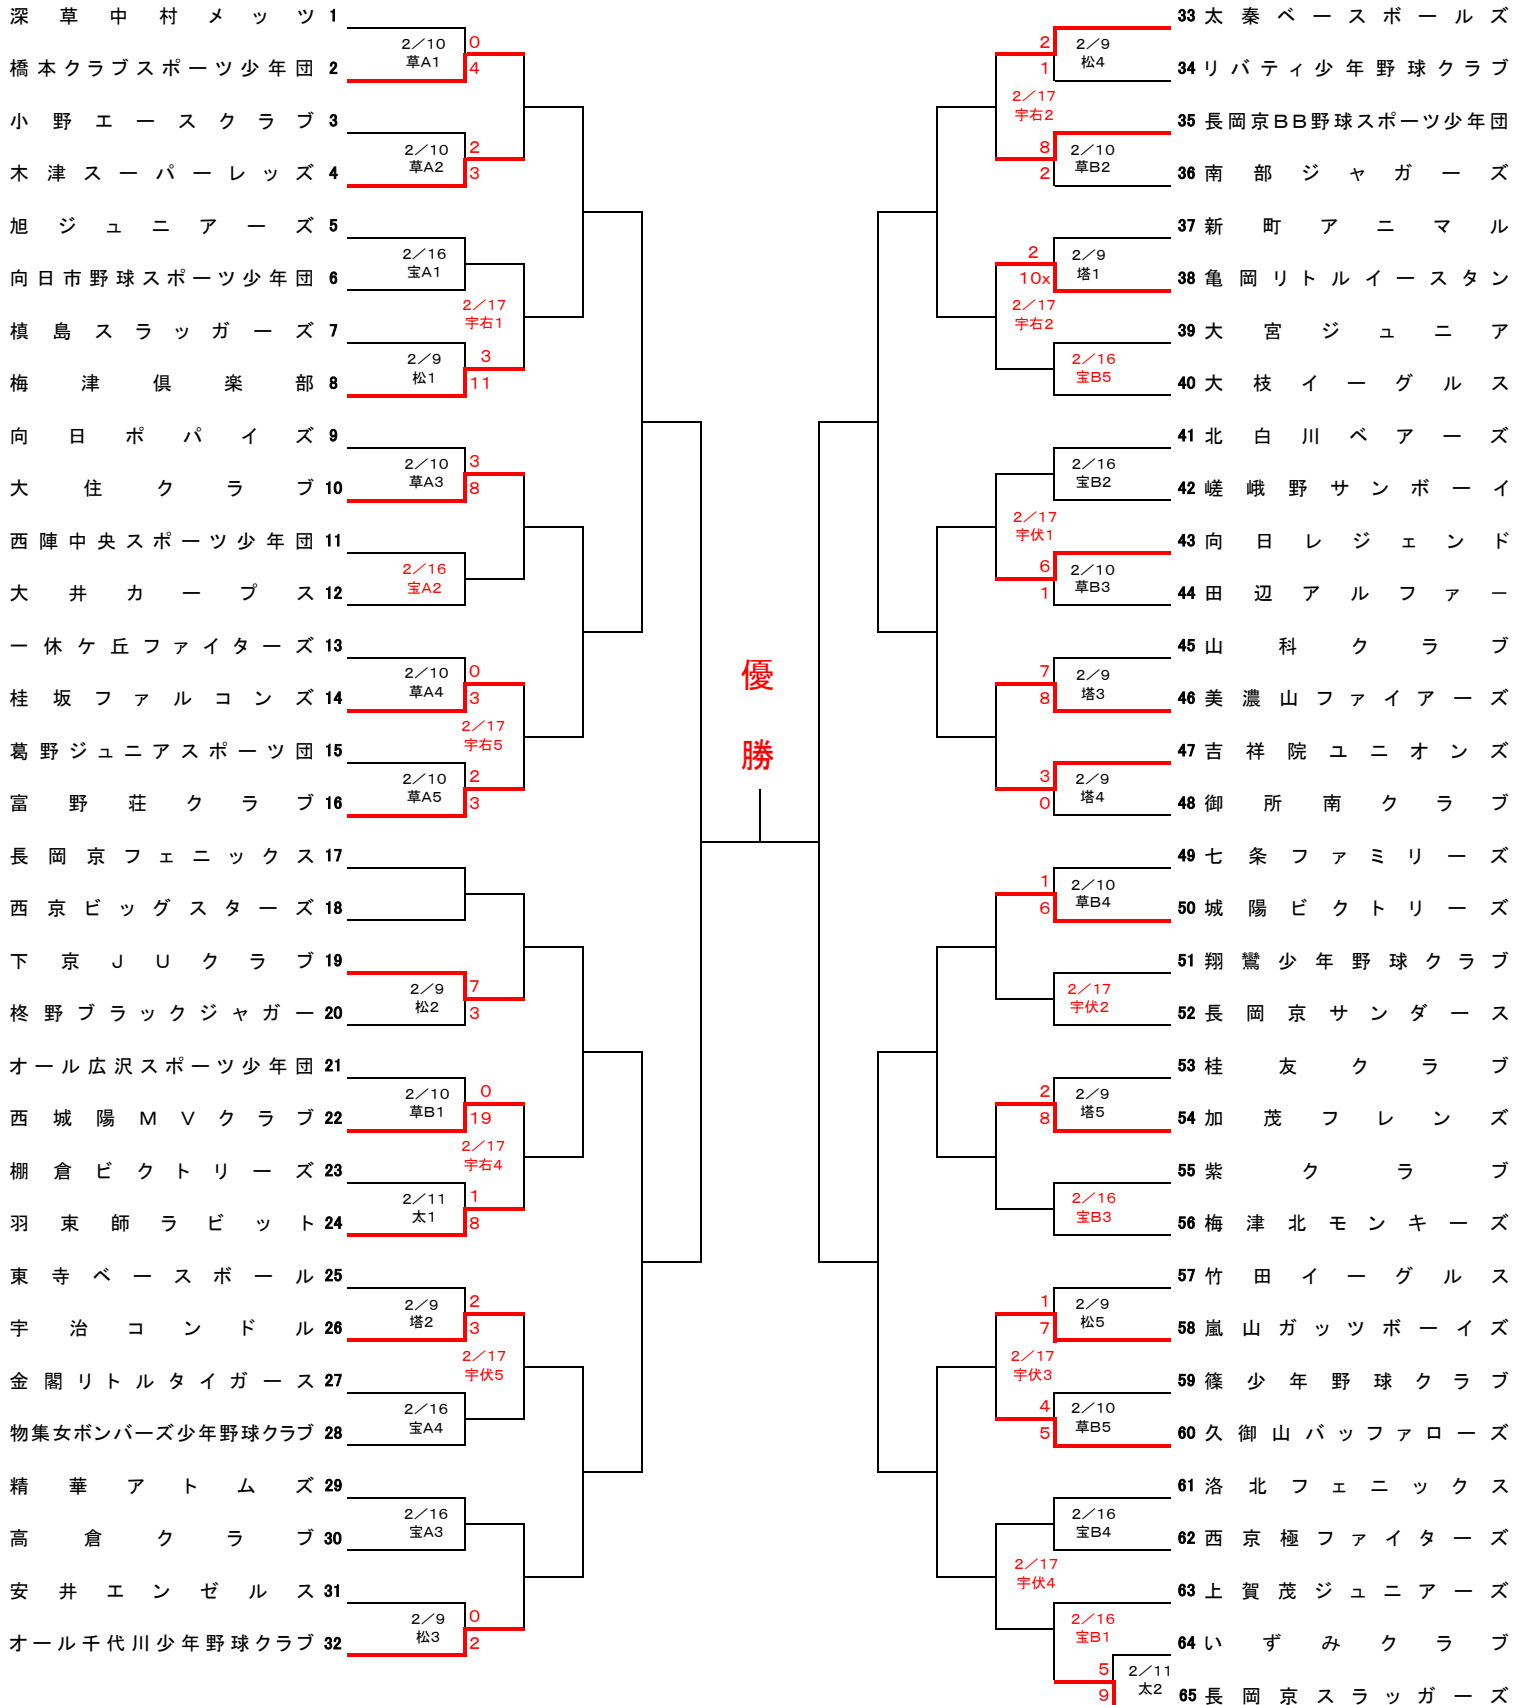 深草中村メッツ 1
2／10
草A1
0
4
橋本クラブスポーツ少年団 2
小野エースクラブ 3
2／10
草A2
2
3
木津スーパーレッズ 4
旭ジュニアーズ 5
2／16
宝A1
向日市野球スポーツ少年団 6
2／17
宇右1
槙島スラッガーズ 7
2／9
松1
3
11
梅津倶楽部 8
向日ポパイズ 9
2／10
草A3
3
8
大住クラブ 10
西陣中央スポーツ少年団 11
2／16
宝A2
大井カープス 12
一休ケ丘ファイターズ 13
2／10
草A4
0
3
桂坂ファルコンズ 14
2／17
宇右5
葛野ジュニアスポーツ団 15
2／10
草A5
2
3
富野荘クラブ 16
長岡京フェニックス 17
西京ビッグスターズ 18
下京JUクラブ 19
2／9
松2
7
3
柊野ブラックジャガー 20
オール広沢スポーツ少年団 21
2／10
草B1
0
19
西城陽MVクラブ 22
2／17
宇右4
棚倉ビクトリーズ 23
2／11
太1
1
8
羽束師ラビット 24
東寺ベースボール 25
2／9
塔2
2
3
宇治コンドル 26
2／17
宇伏5
金閣リトルタイガース 27
2／16
宝A4
物集女ボンバーズ少年野球クラブ 28
精華アトムズ 29
2／16
宝A3
高倉クラブ 30
安井エンゼルス 31
2／9
松3
0
2
オール千代川少年野球クラブ 32
優
勝
33 太秦ベースボールズ
2
1
2／9
松4
34 リバティ少年野球クラブ
2／17
宇右2
35 長岡京BB野球スポーツ少年団
8
2
2／10
草B2
36 南部ジャガーズ
37 新町アニマル
2
10x
2／9
塔1
38 亀岡リトルイースタン
2／17
宇右2
39 大宮ジュニア
2／16
宝B5
40 大枝イーグルス
41 北白川ベアーズ
2／16
宝B2
42 嵯峨野サンボーイ
2／17
宇伏1
43 向日レジェンド
6
1
2／10
草B3
44 田辺アルファー
45 山科クラブ
7
8
2／9
塔3
46 美濃山ファイアーズ
47 吉祥院ユニオンズ
3
0
2／9
塔4
48 御所南クラブ
49 七条ファミリーズ
1
6
2／10
草B4
50 城陽ビクトリーズ
51 翔鸞少年野球クラブ
2／17
宇伏2
52 長岡京サンダース
53 桂友クラブ
2
8
2／9
塔5
54 加茂フレンズ
55 紫クラブ
2／16
宝B3
56 梅津北モンキーズ
57 竹田イーグルス
1
7
2／9
松5
58 嵐山ガッツボーイズ
2／17
宇伏3
59 篠少年野球クラブ
4
5
2／10
草B5
60 久御山バッファローズ
61 洛北フェニックス
2／16
宝B4
62 西京極ファイターズ
2／17
宇伏4
63 上賀茂ジュニアーズ
2／16
宝B1
64 いずみクラブ
5
9
2／11
太2
65 長岡京スラッガーズ